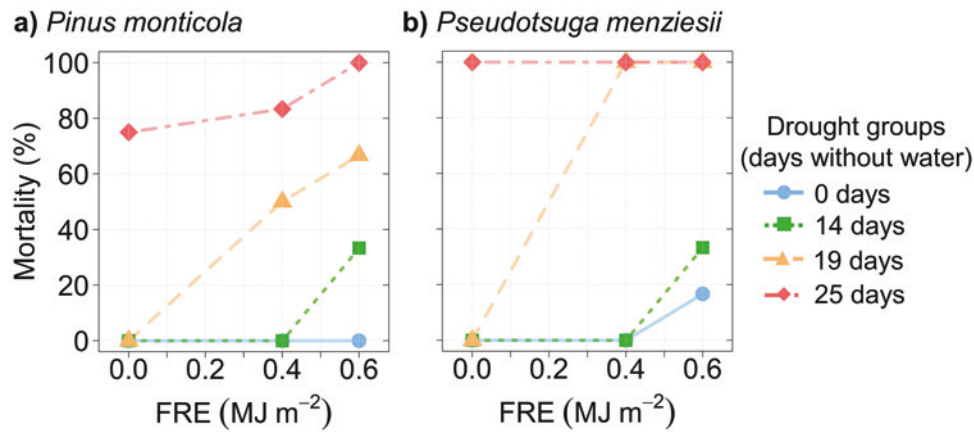 a) Pinus monticola
b) Pseudotsuga menziesii
Mortality (%)
100
80
60
40
20
0
0.0 0.2 0.4 0.6
FRE (MJ m⁻²)
0.0 0.2 0.4 0.6
FRE (MJ m⁻²)
Drought groups
(days without water)
0 days
14 days
19 days
25 days